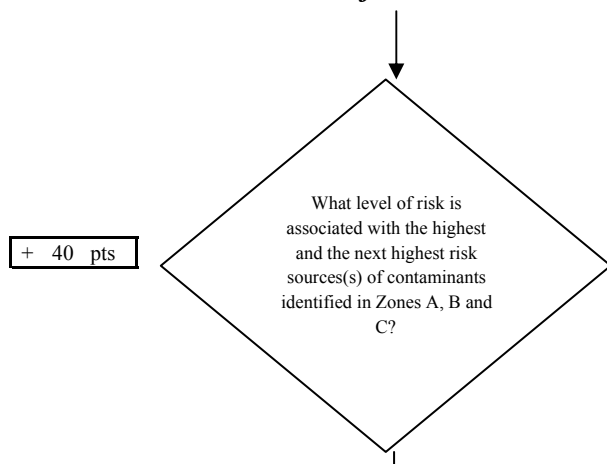 What level of risk is
associated with the highest
and the next highest risk
sources(s) of contaminants
identified in Zones A, B and
C?
+ 40 pts